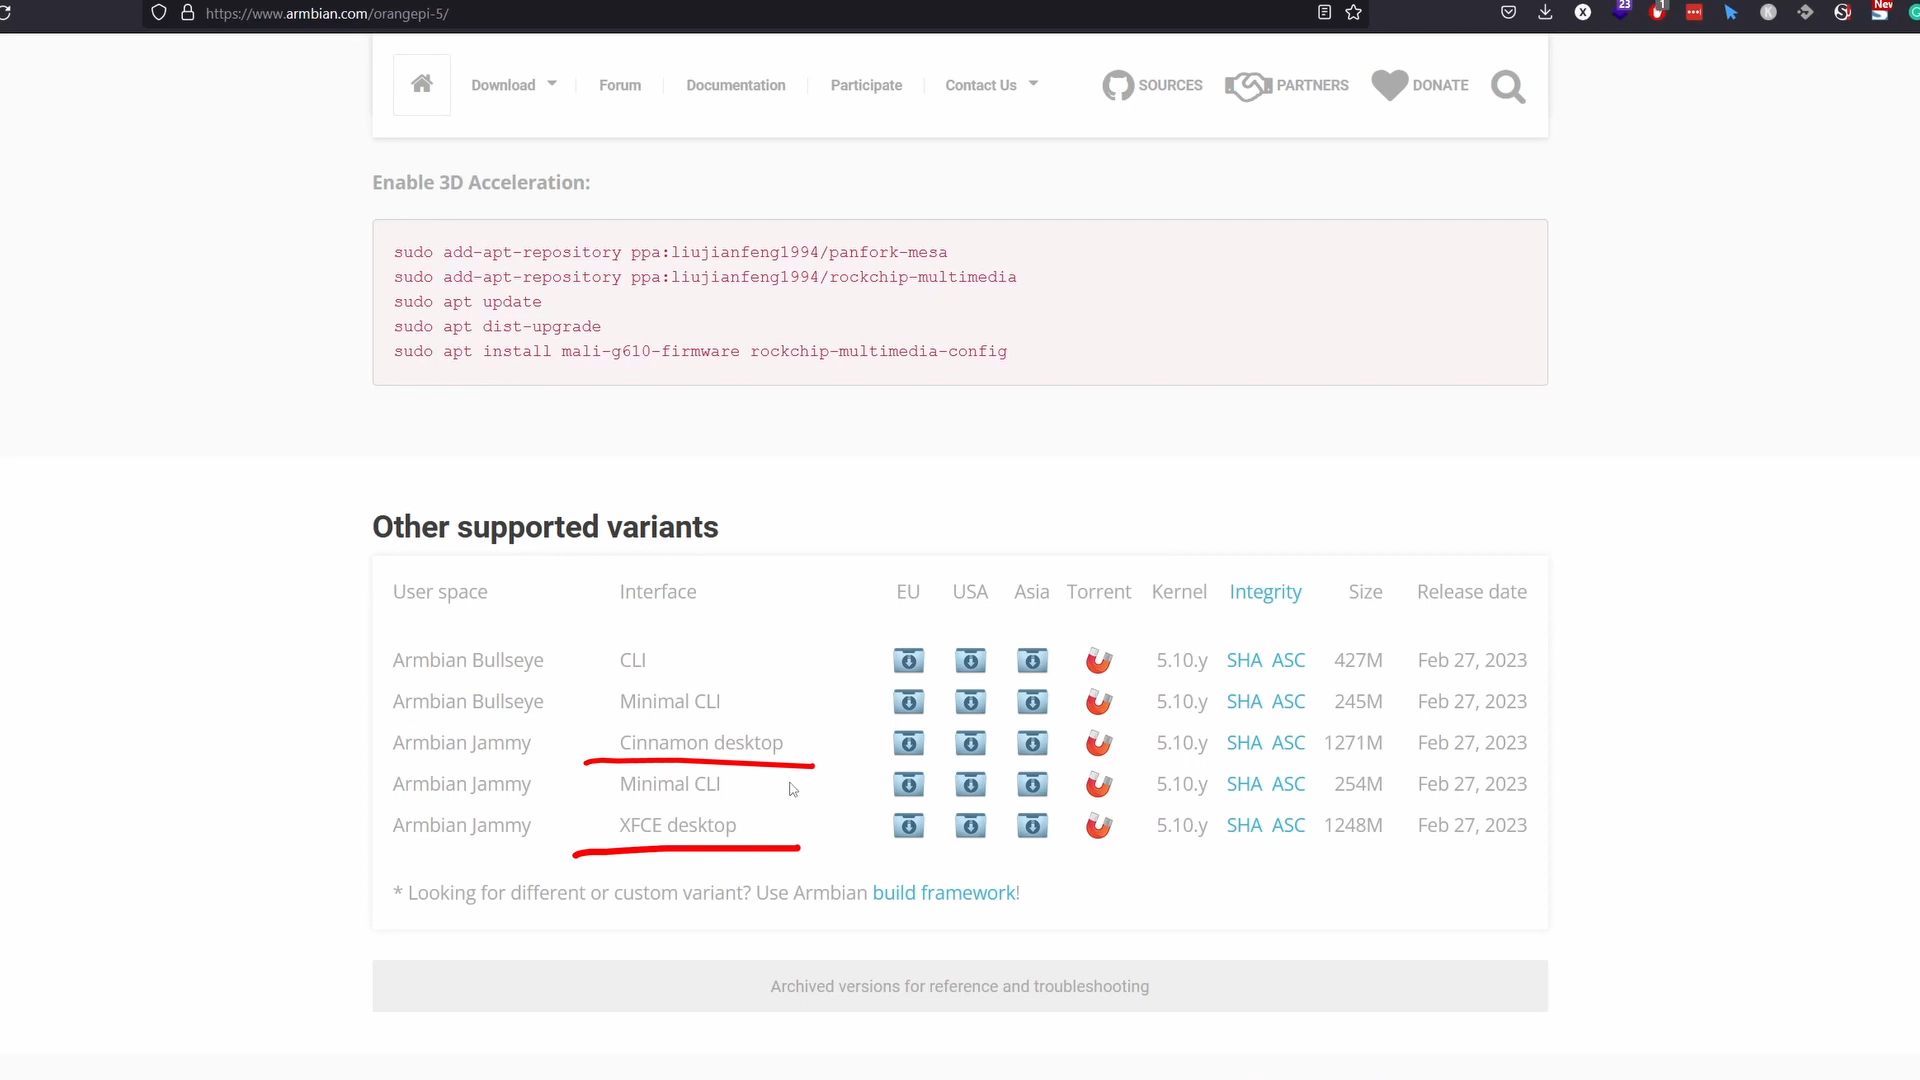 https://www.armbian.com/orangepi-5/
23
1
New
Download
Forum
Documentation
Participate
Contact Us
SOURCES
PARTNERS
DONATE
Enable 3D Acceleration:
sudo add-apt-repository ppa:liujianfeng1994/panfork-mesa
sudo add-apt-repository ppa:liujianfeng1994/rockchip-multimedia
sudo apt update
sudo apt dist-upgrade
sudo apt install mali-g610-firmware rockchip-multimedia-config
Other supported variants
User space Interface EU USA Asia Torrent Kernel Integrity Size Release date
Armbian Bullseye CLI 5.10.y SHA ASC 427M Feb 27, 2023
Armbian Bullseye Minimal CLI 5.10.y SHA ASC 245M Feb 27, 2023
Armbian Jammy Cinnamon desktop 5.10.y SHA ASC 1271M Feb 27, 2023
Armbian Jammy Minimal CLI 5.10.y SHA ASC 254M Feb 27, 2023
Armbian Jammy XFCE desktop 5.10.y SHA ASC 1248M Feb 27, 2023
* Looking for different or custom variant? Use Armbian build framework!
Archived versions for reference and troubleshooting